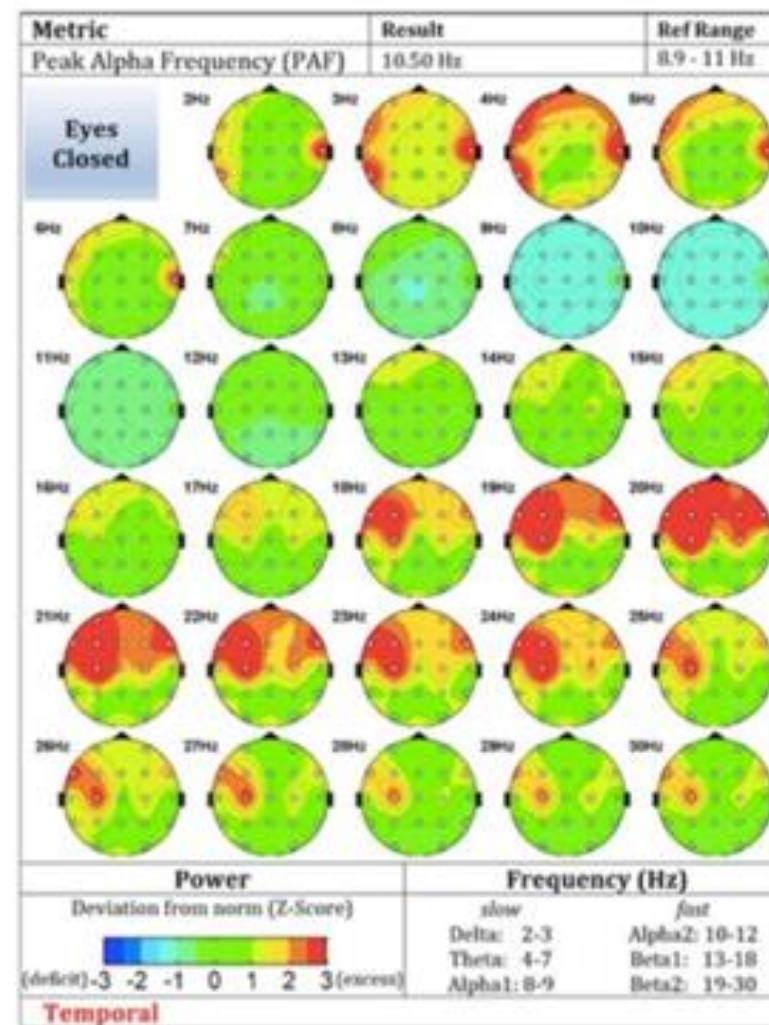 Metric Result Ref Range
Peak Alpha Frequency (PAF) 10.50 Hz 8.9 - 11 Hz
Eyes
Closed
2Hz 3Hz 4Hz 5Hz
6Hz 7Hz 8Hz 9Hz 10Hz
11Hz 12Hz 13Hz 14Hz 15Hz
16Hz 17Hz 18Hz 19Hz 20Hz
21Hz 22Hz 23Hz 24Hz 25Hz
26Hz 27Hz 28Hz 29Hz 30Hz
Power Frequency (Hz)
Deviation from norm (Z-Score) slow fast
Delta: 2-3 Alpha2: 10-12
Theta: 4-7 Beta1: 13-18
(deficit) -3 -2 -1 0 1 2 3 (excess) Alpha1: 8-9 Beta2: 19-30
Temporal